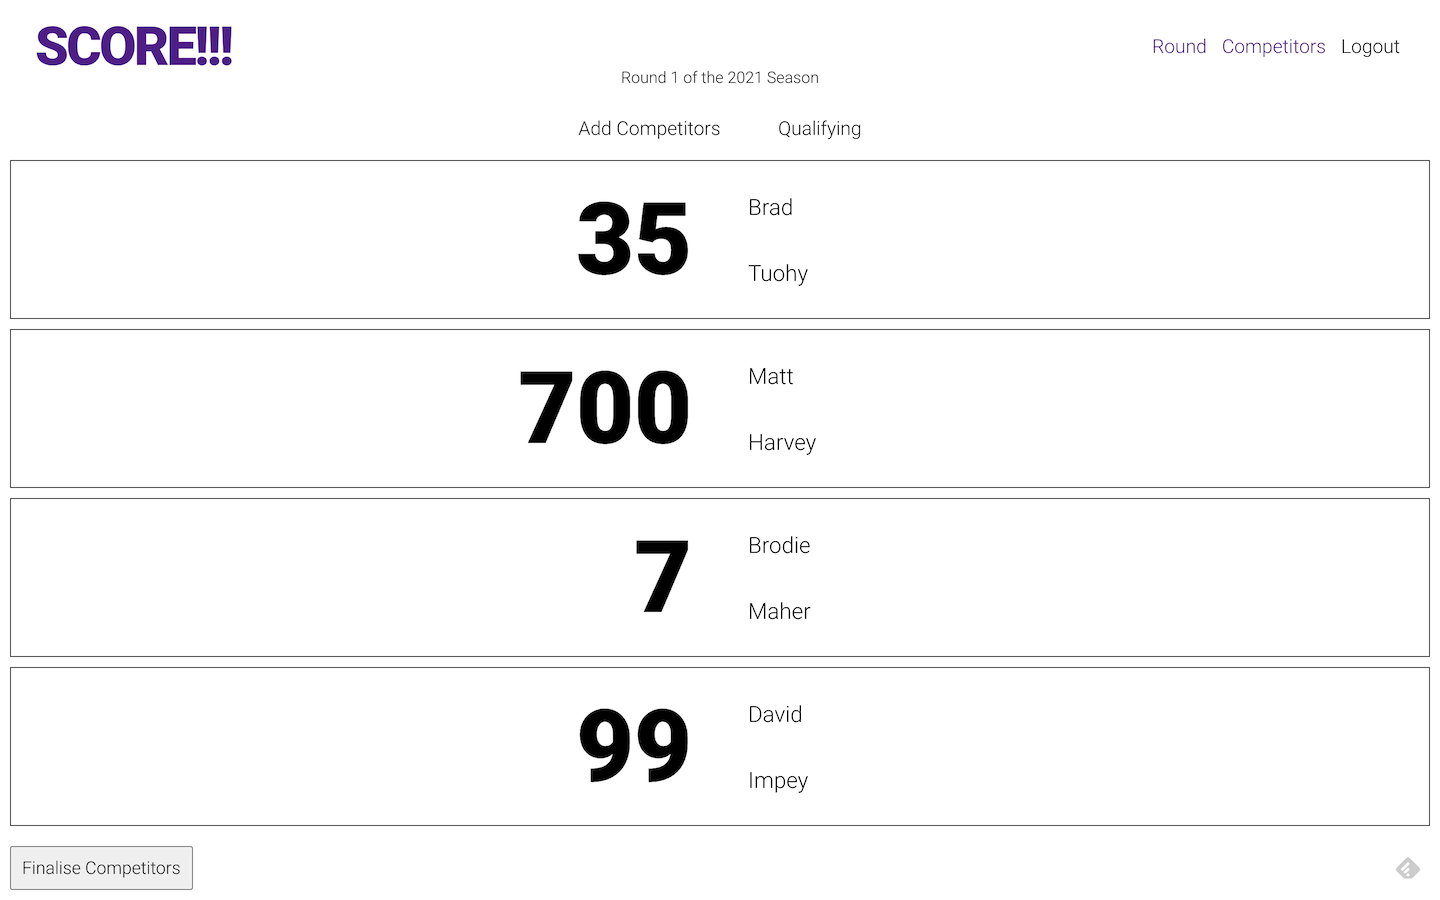 SCORE!!!
Round Competitors Logout
Round 1 of the 2021 Season
Add Competitors Qualifying
35
Brad
Tuohy
700
Matt
Harvey
7
Brodie
Maher
99
David
Impey
Finalise Competitors